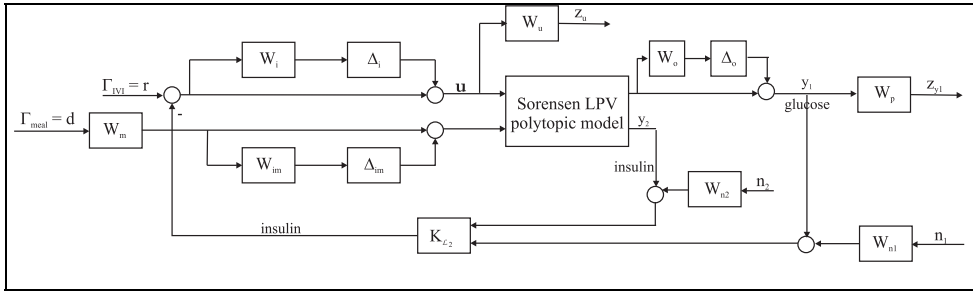 W_u
z_u
W_i
Δ_i
W_o
Δ_o
Γ_IVI = r
-
u
y_1
glucose
W_p
z_y1
Sorensen LPV
polytopic model
Γ_meal = d
W_m
y_2
W_im
Δ_im
insulin
W_n2
n_2
insulin
K_ℒ2
W_n1
n_1